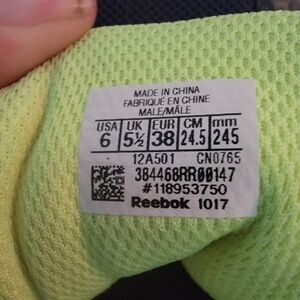 MADE IN CHINA
FABRIQUE EN CHINE
MALE/MÂLE
USA UK EUR CM mm
6 5½ 38 24.5 245
12A501 CN0765
384468RR00147
#118953750
Reebok 1017